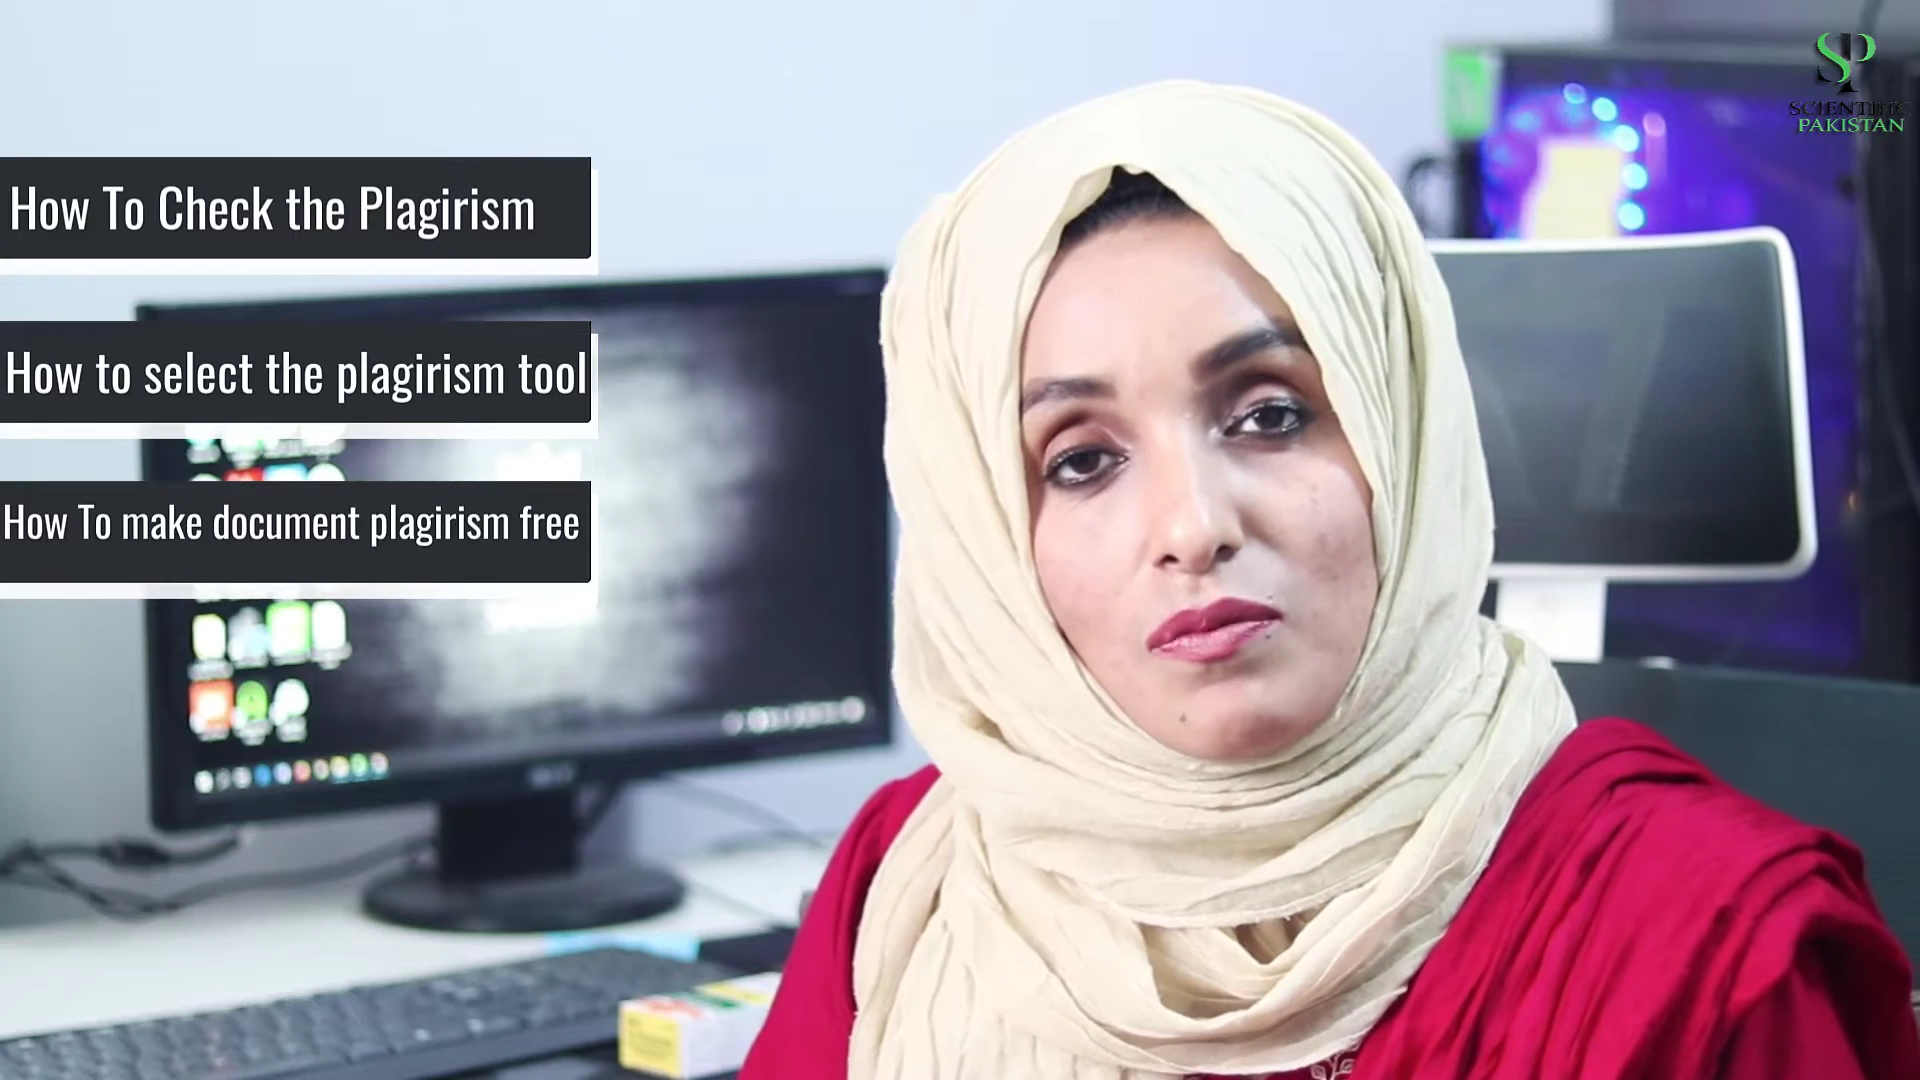 How To Check the Plagirism
How to select the plagirism tool
How To make document plagirism free
SP
SCIENTIFIC
PAKISTAN